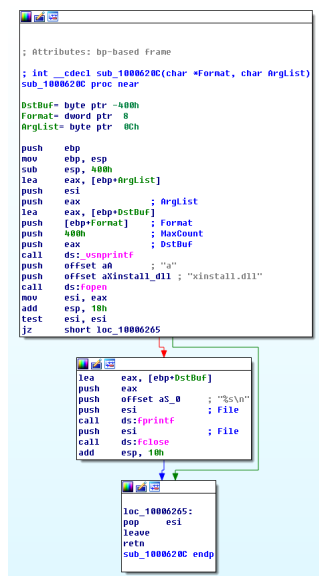 ; Attributes: bp-based frame
; int __cdecl sub_1000620C(char *Format, char ArgList)
sub_1000620C proc near
DstBuf= byte ptr -400h
Format= dword ptr  8
ArgList= byte ptr  0Ch
push    ebp
mov     ebp, esp
sub     esp, 400h
lea     eax, [ebp+ArgList]
push    esi
push    eax             ; ArgList
lea     eax, [ebp+DstBuf]
push    [ebp+Format]    ; Format
push    400h            ; MaxCount
push    eax             ; DstBuf
call    ds:_vsnprintf
push    offset aA       ; "a"
push    offset aXinstall_dll ; "xinstall.dll"
call    ds:fopen
mov     esi, eax
add     esp, 18h
test    esi, esi
jz      short loc_10006265
lea     eax, [ebp+DstBuf]
push    eax
push    offset aS_0     ; "%s\n"
push    esi             ; File
call    ds:fprintf
push    esi             ; File
call    ds:fclose
add     esp, 10h
loc_10006265:
pop     esi
leave
retn
sub_1000620C endp